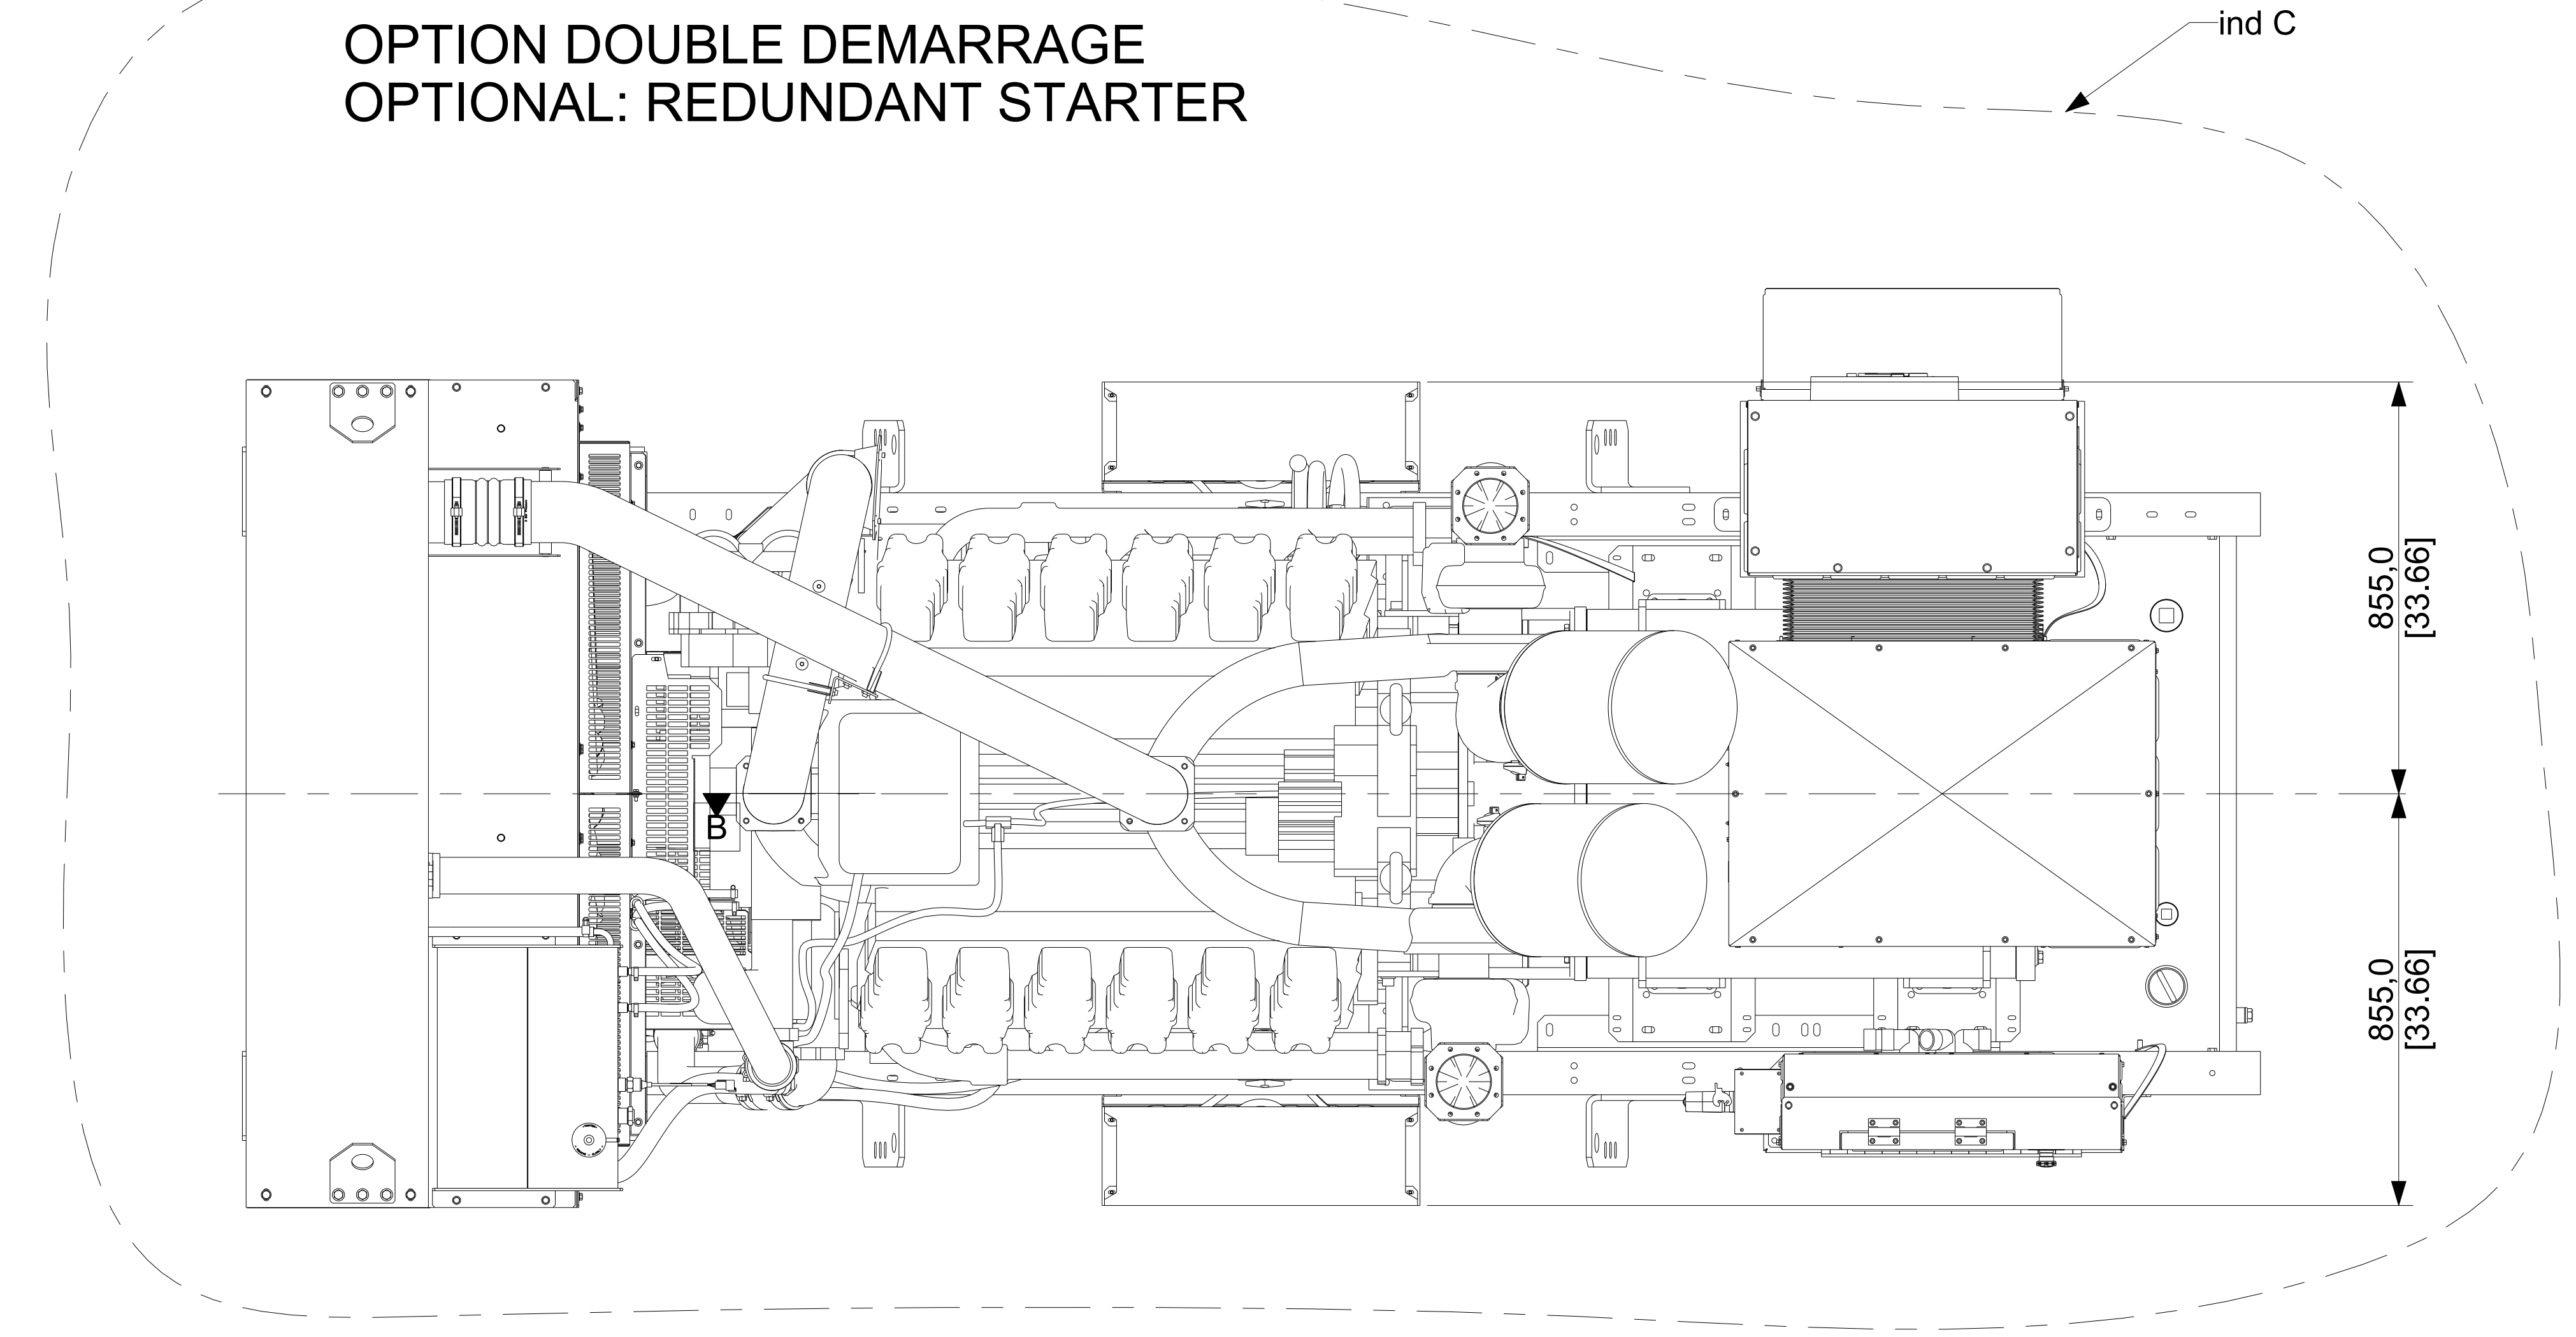 ind C
OPTION DOUBLE DEMARRAGE
OPTIONAL: REDUNDANT STARTER
855,0
[33.66]
B
855,0
[33.66]